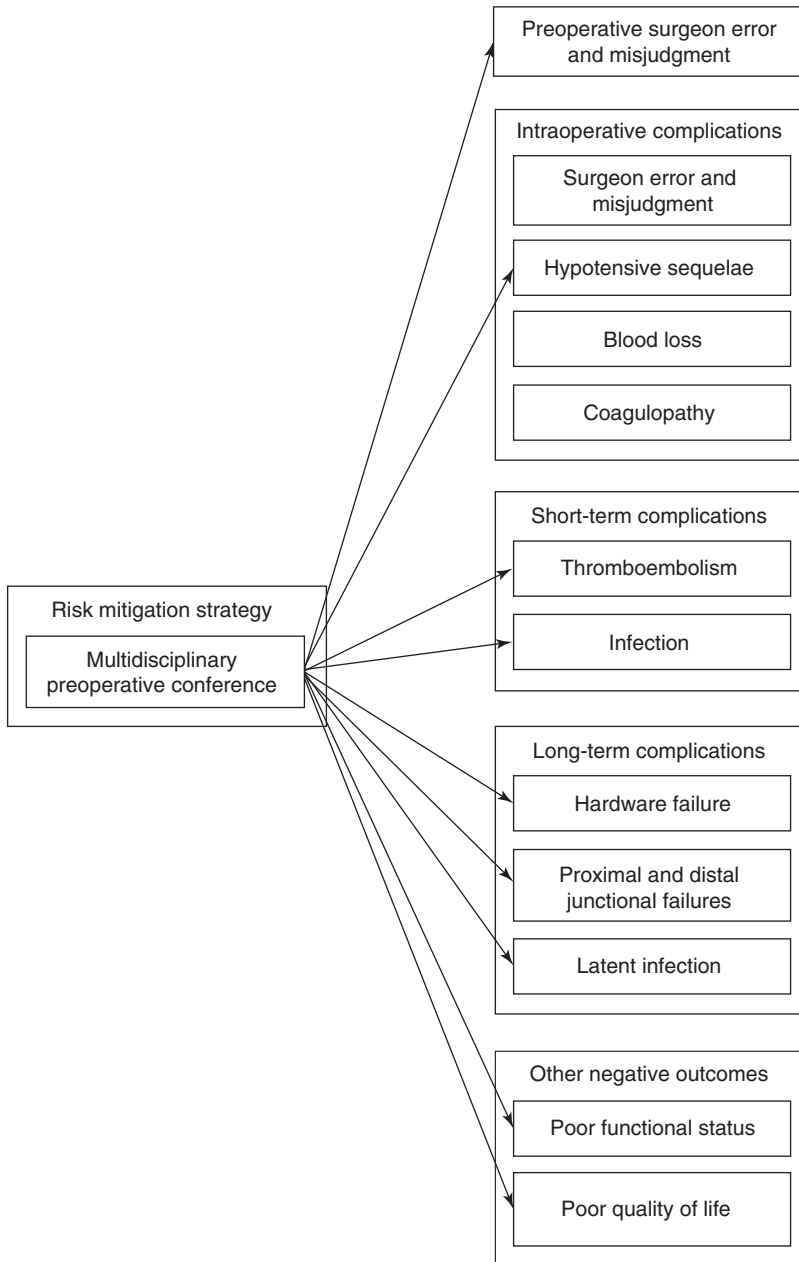 Preoperative surgeon error
and misjudgment
Intraoperative complications
Surgeon error and
misjudgment
Hypotensive sequelae
Blood loss
Coagulopathy
Short-term complications
Thromboembolism
Infection
Risk mitigation strategy
Multidisciplinary
preoperative conference
Long-term complications
Hardware failure
Proximal and distal
junctional failures
Latent infection
Other negative outcomes
Poor functional status
Poor quality of life